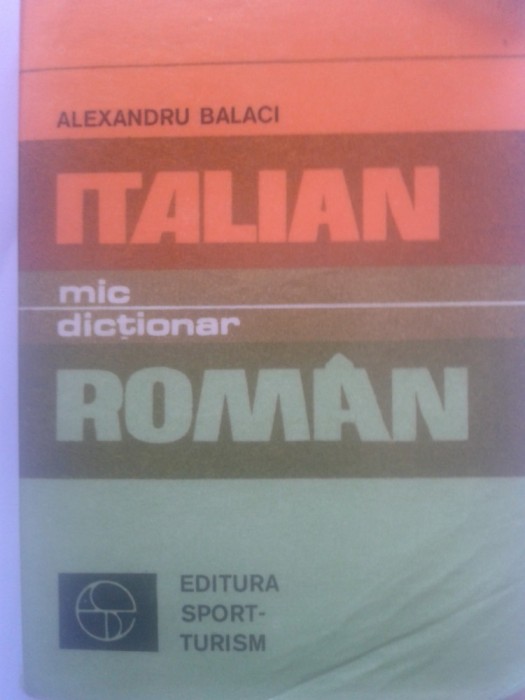 ALEXANDRU BALACI
ITALIAN
mic
dicționar
ROMÂN
EDITURA
SPORT-
TURISM